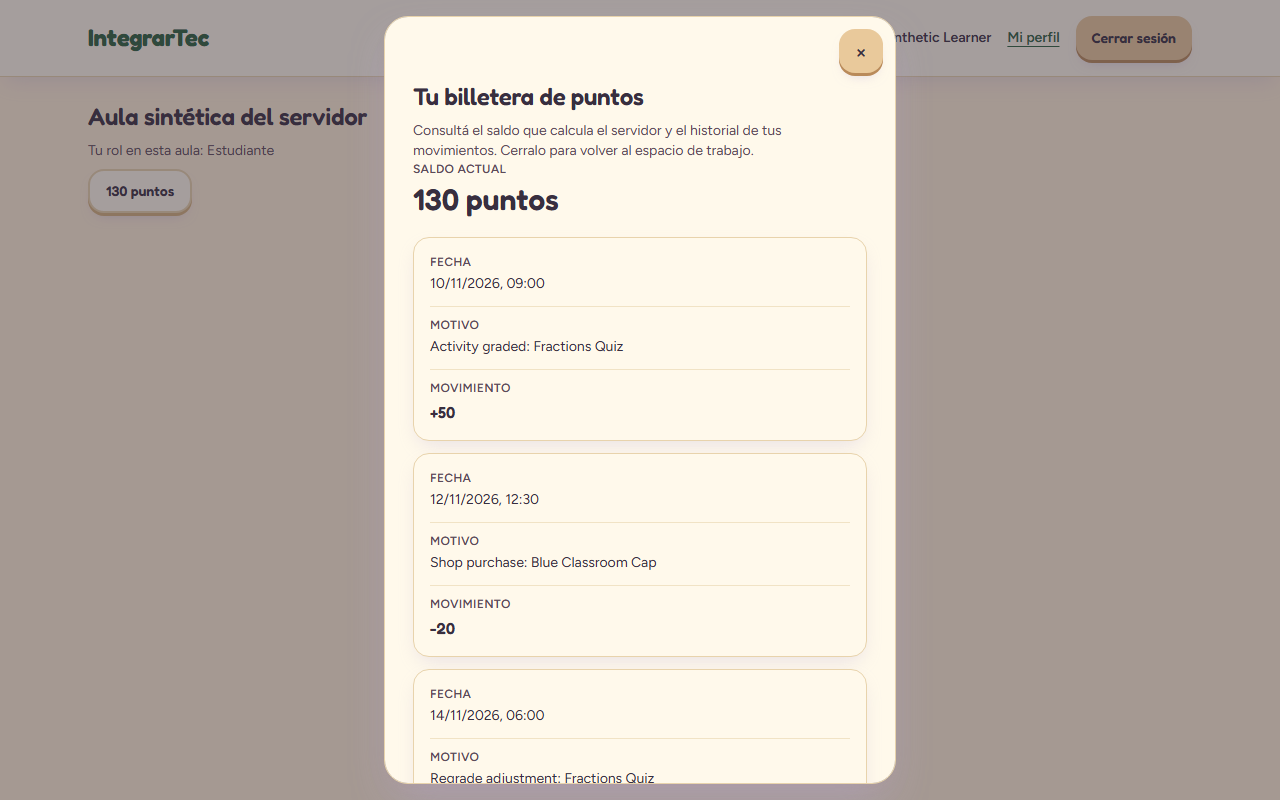 IntegrarTec
nthetic Learner
Mi perfil
Cerrar sesión
×
Aula sintética del servidor
Tu rol en esta aula: Estudiante
130 puntos
Tu billetera de puntos
Consultá el saldo que calcula el servidor y el historial de tus
movimientos. Cerralo para volver al espacio de trabajo.
SALDO ACTUAL
130 puntos
FECHA
10/11/2026, 09:00
MOTIVO
Activity graded: Fractions Quiz
MOVIMIENTO
+50
FECHA
12/11/2026, 12:30
MOTIVO
Shop purchase: Blue Classroom Cap
MOVIMIENTO
-20
FECHA
14/11/2026, 06:00
MOTIVO
Regrade adjustment: Fractions Quiz